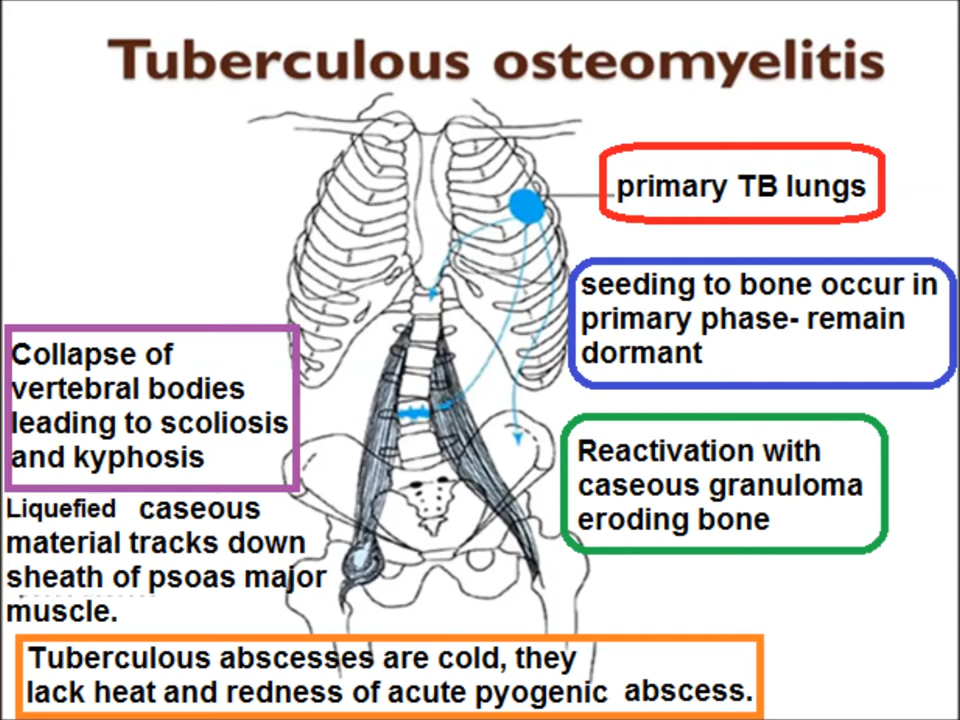 Tuberculous osteomyelitis
primary TB lungs
seeding to bone occur in
primary phase- remain
dormant
Collapse of
vertebral bodies
leading to scoliosis
and kyphosis
Reactivation with
caseous granuloma
eroding bone
Liquefied caseous
material tracks down
sheath of psoas major
muscle.
Tuberculous abscesses are cold, they
lack heat and redness of acute pyogenic abscess.